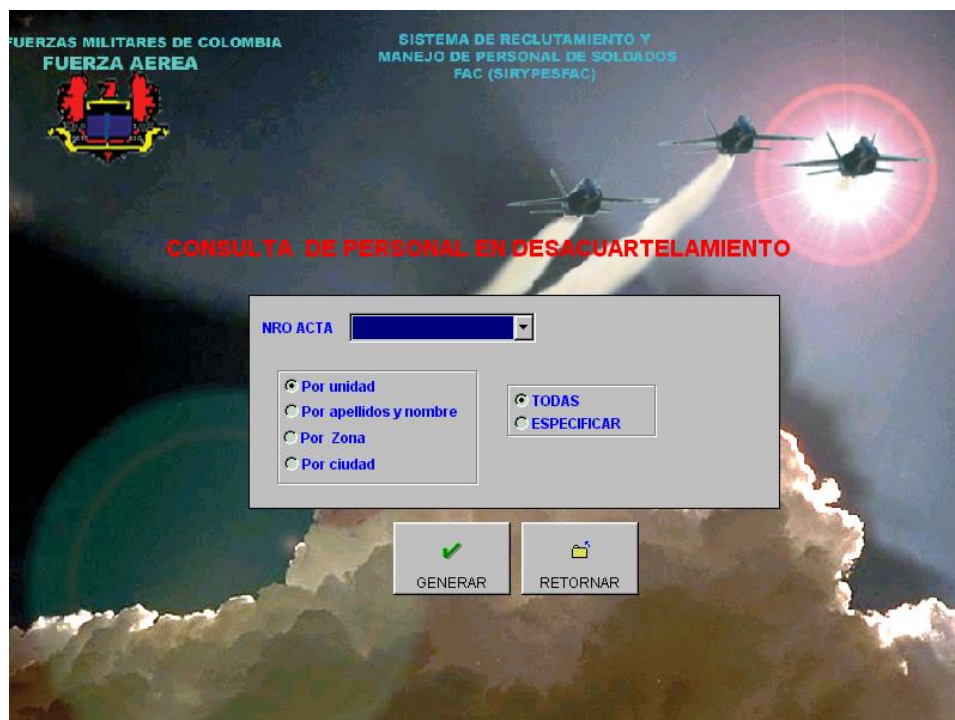 FUERZAS MILITARES DE COLOMBIA
FUERZA AEREA
SISTEMA DE RECLUTAMIENTO Y
MANEJO DE PERSONAL DE SOLDADOS
FAC (SIRYPESFAC)
CONSULTA DE PERSONAL EN DESACUARTELAMIENTO
NRO ACTA
Por unidad
Por apellidos y nombre
Por Zona
Por ciudad
TODAS
ESPECIFICAR
GENERAR
RETORNAR